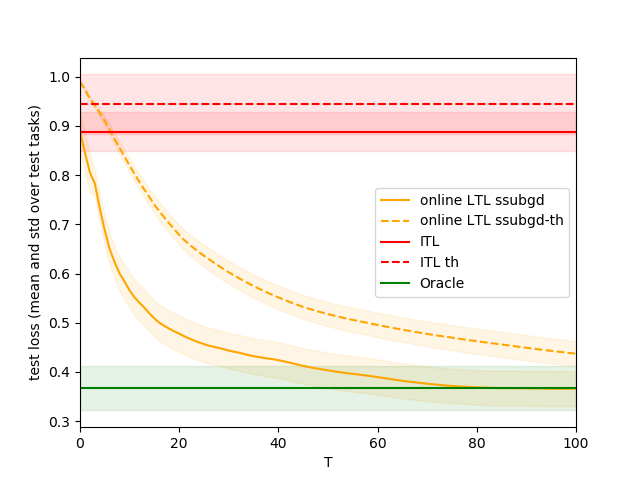 test loss (mean and std over test tasks)
1.0
0.9
0.8
0.7
0.6
0.5
0.4
0.3
online LTL ssubgd
online LTL ssubgd-th
ITL
ITL th
Oracle
0 20 40 60 80 100
T